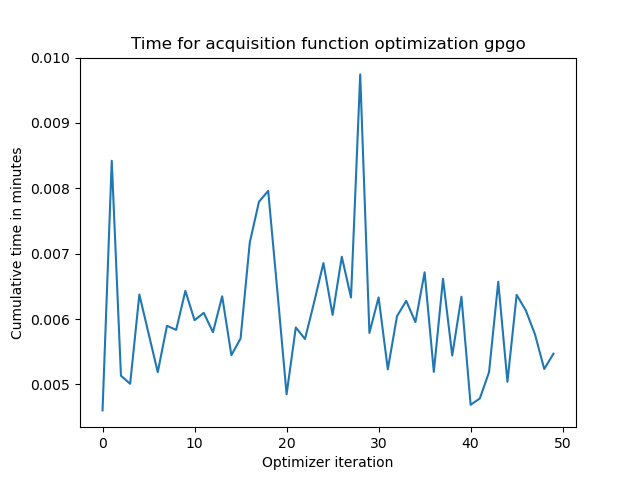 Time for acquisition function optimization gpgo
0.010
0.009
0.008
0.007
0.006
0.005
Cumulative time in minutes
0 10 20 30 40 50
Optimizer iteration